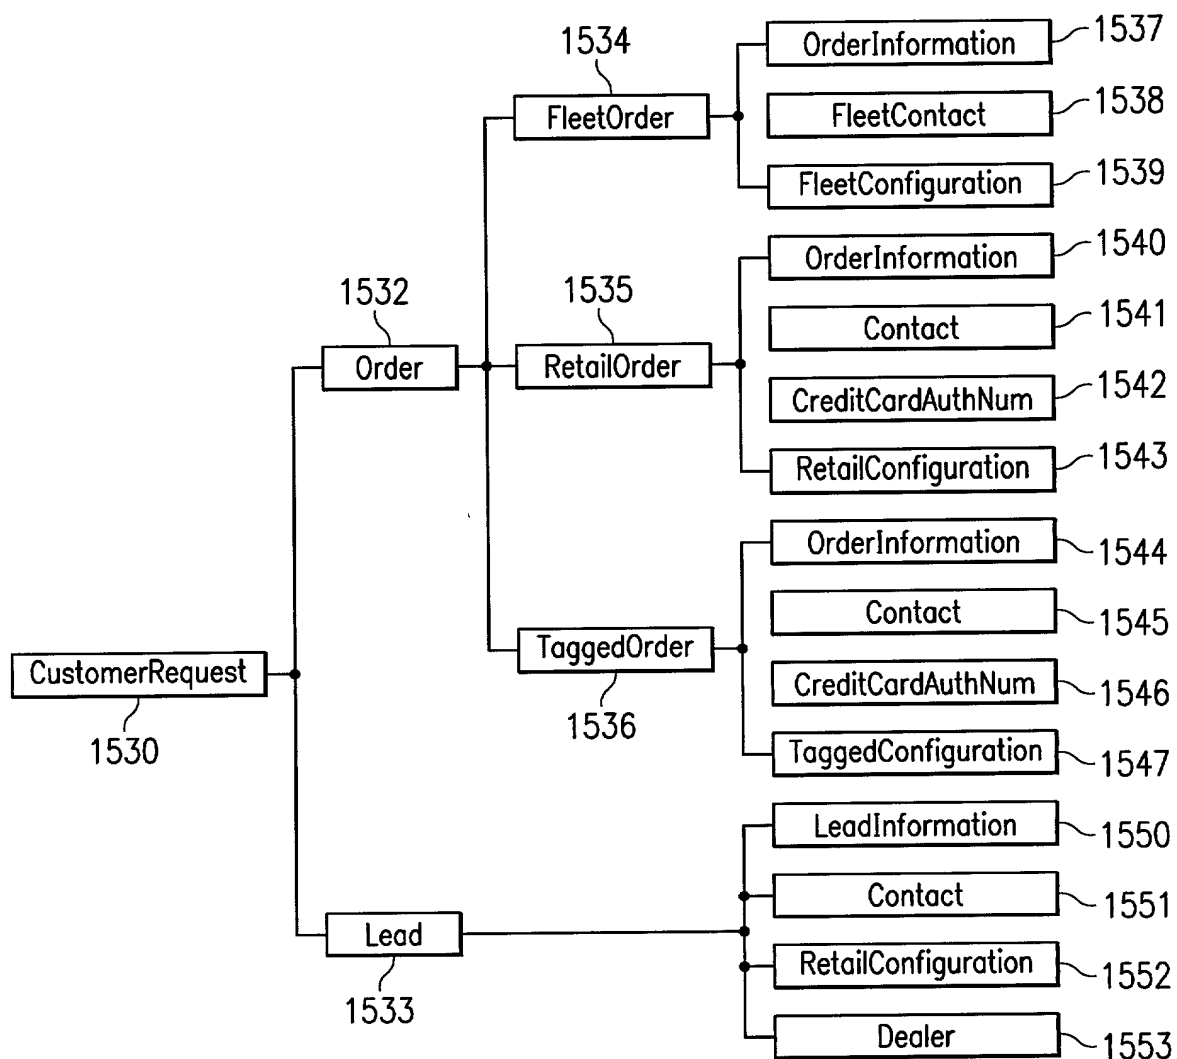 1534
FleetOrder
OrderInformation 1537
FleetContact 1538
FleetConfiguration 1539
1532
Order
1535
RetailOrder
OrderInformation 1540
Contact 1541
CreditCardAuthNum 1542
RetailConfiguration 1543
CustomerRequest
1530
TaggedOrder
1536
OrderInformation 1544
Contact 1545
CreditCardAuthNum 1546
TaggedConfiguration 1547
Lead
1533
LeadInformation 1550
Contact 1551
RetailConfiguration 1552
Dealer 1553